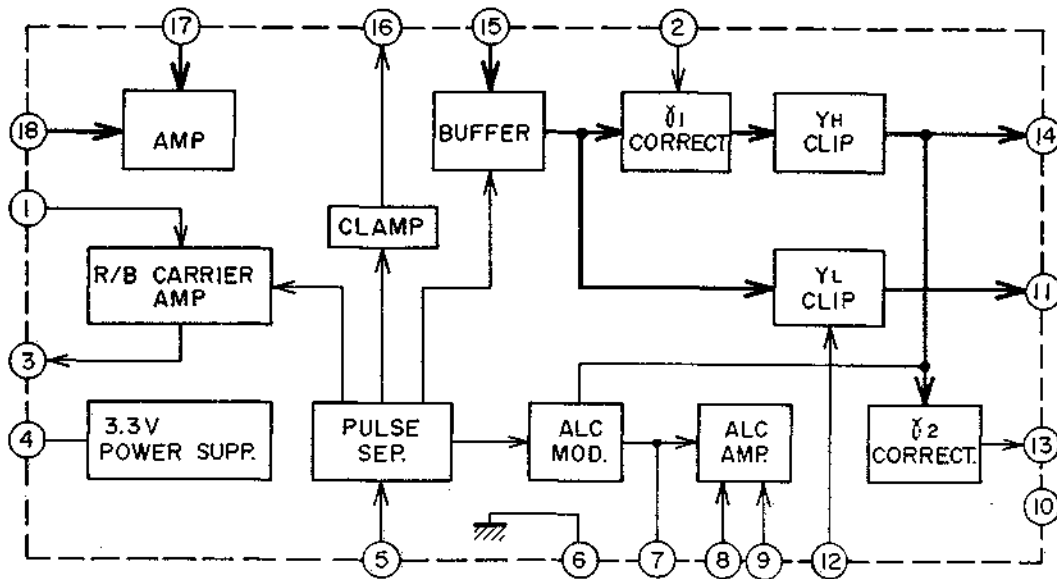 17
16
15
2
18
AMP
BUFFER
γ1
CORRECT
YH
CLIP
14
1
CLAMP
R/B CARRIER
AMP
YL
CLIP
11
3
4
3.3V
POWER SUPP.
PULSE
SEP.
ALC
MOD.
ALC
AMP.
γ2
CORRECT.
13
10
5
6
7
8
9
12